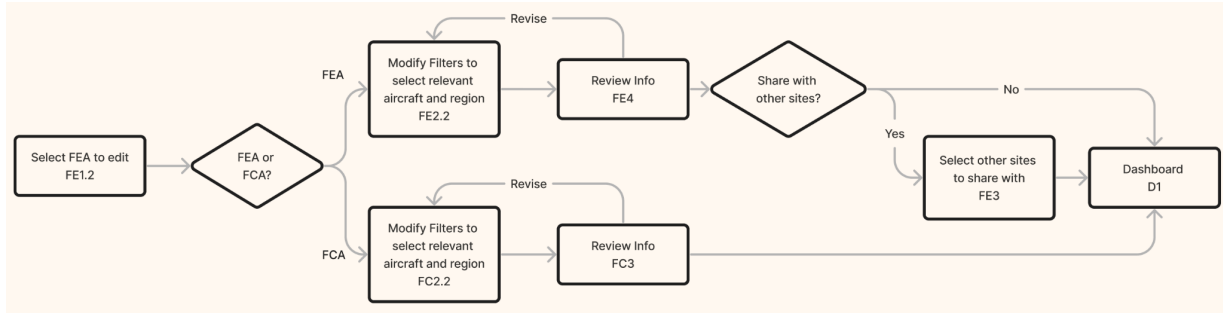 Select FEA to edit
FE1.2
FEA or
FCA?
FEA
Modify Filters to
select relevant
aircraft and region
FE2.2
Revise
Review Info
FE4
Share with
other sites?
No
Yes
Select other sites
to share with
FE3
Dashboard
D1
FCA
Modify Filters to
select relevant
aircraft and region
FC2.2
Revise
Review Info
FC3